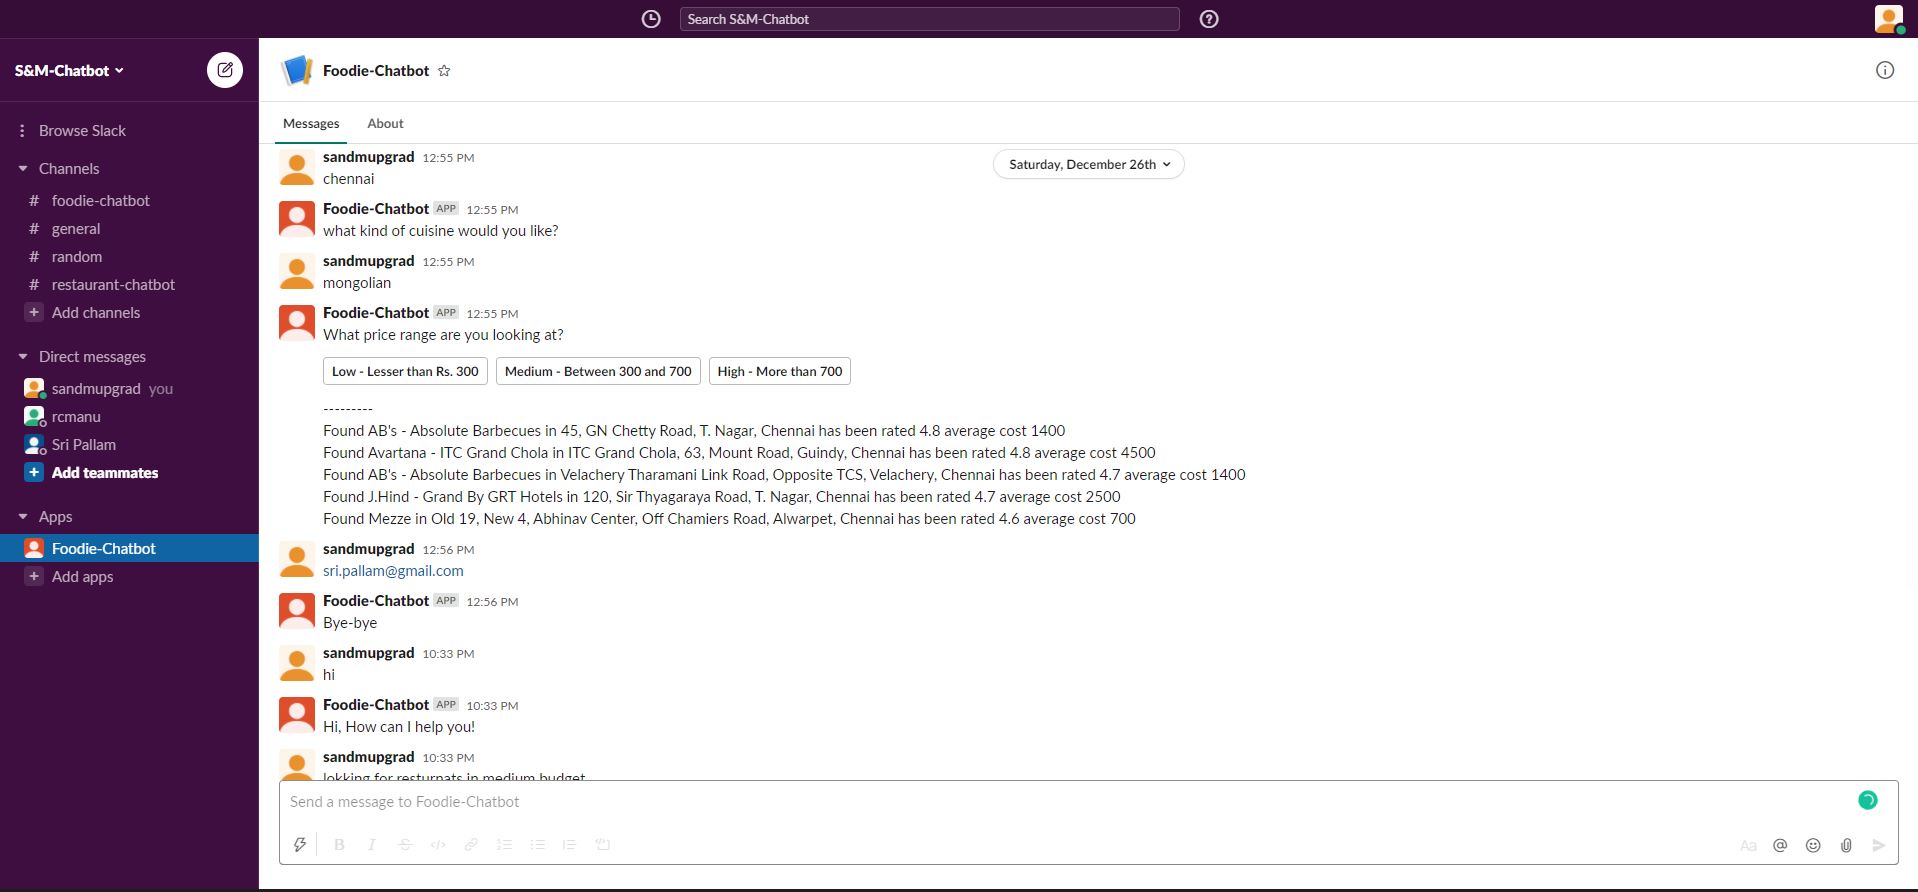 Search S&M-Chatbot
S&M-Chatbot
Browse Slack
Channels
# foodie-chatbot
# general
# random
# restaurant-chatbot
+ Add channels
Direct messages
sandmupgrad you
rcmanu
Sri Pallam
+ Add teammates
Apps
Foodie-Chatbot
+ Add apps
Foodie-Chatbot
Messages About
Saturday, December 26th
sandmupgrad 12:55 PM
chennai
Foodie-Chatbot APP 12:55 PM
what kind of cuisine would you like?
sandmupgrad 12:55 PM
mongolian
Foodie-Chatbot APP 12:55 PM
What price range are you looking at?
Low - Lesser than Rs. 300 Medium - Between 300 and 700 High - More than 700
---------
Found AB's - Absolute Barbecues in 45, GN Chetty Road, T. Nagar, Chennai has been rated 4.8 average cost 1400
Found Avartana - ITC Grand Chola in ITC Grand Chola, 63, Mount Road, Guindy, Chennai has been rated 4.8 average cost 4500
Found AB's - Absolute Barbecues in Velachery Tharamani Link Road, Opposite TCS, Velachery, Chennai has been rated 4.7 average cost 1400
Found J.Hind - Grand By GRT Hotels in 120, Sir Thyagaraya Road, T. Nagar, Chennai has been rated 4.7 average cost 2500
Found Mezze in Old 19, New 4, Abhinav Center, Off Chamiers Road, Alwarpet, Chennai has been rated 4.6 average cost 700
sandmupgrad 12:56 PM
sri.pallam@gmail.com
Foodie-Chatbot APP 12:56 PM
Bye-bye
sandmupgrad 10:33 PM
hi
Foodie-Chatbot APP 10:33 PM
Hi, How can I help you!
sandmupgrad 10:33 PM
lokking for resturnats in medium budget
Send a message to Foodie-Chatbot
B I S </> Aa @